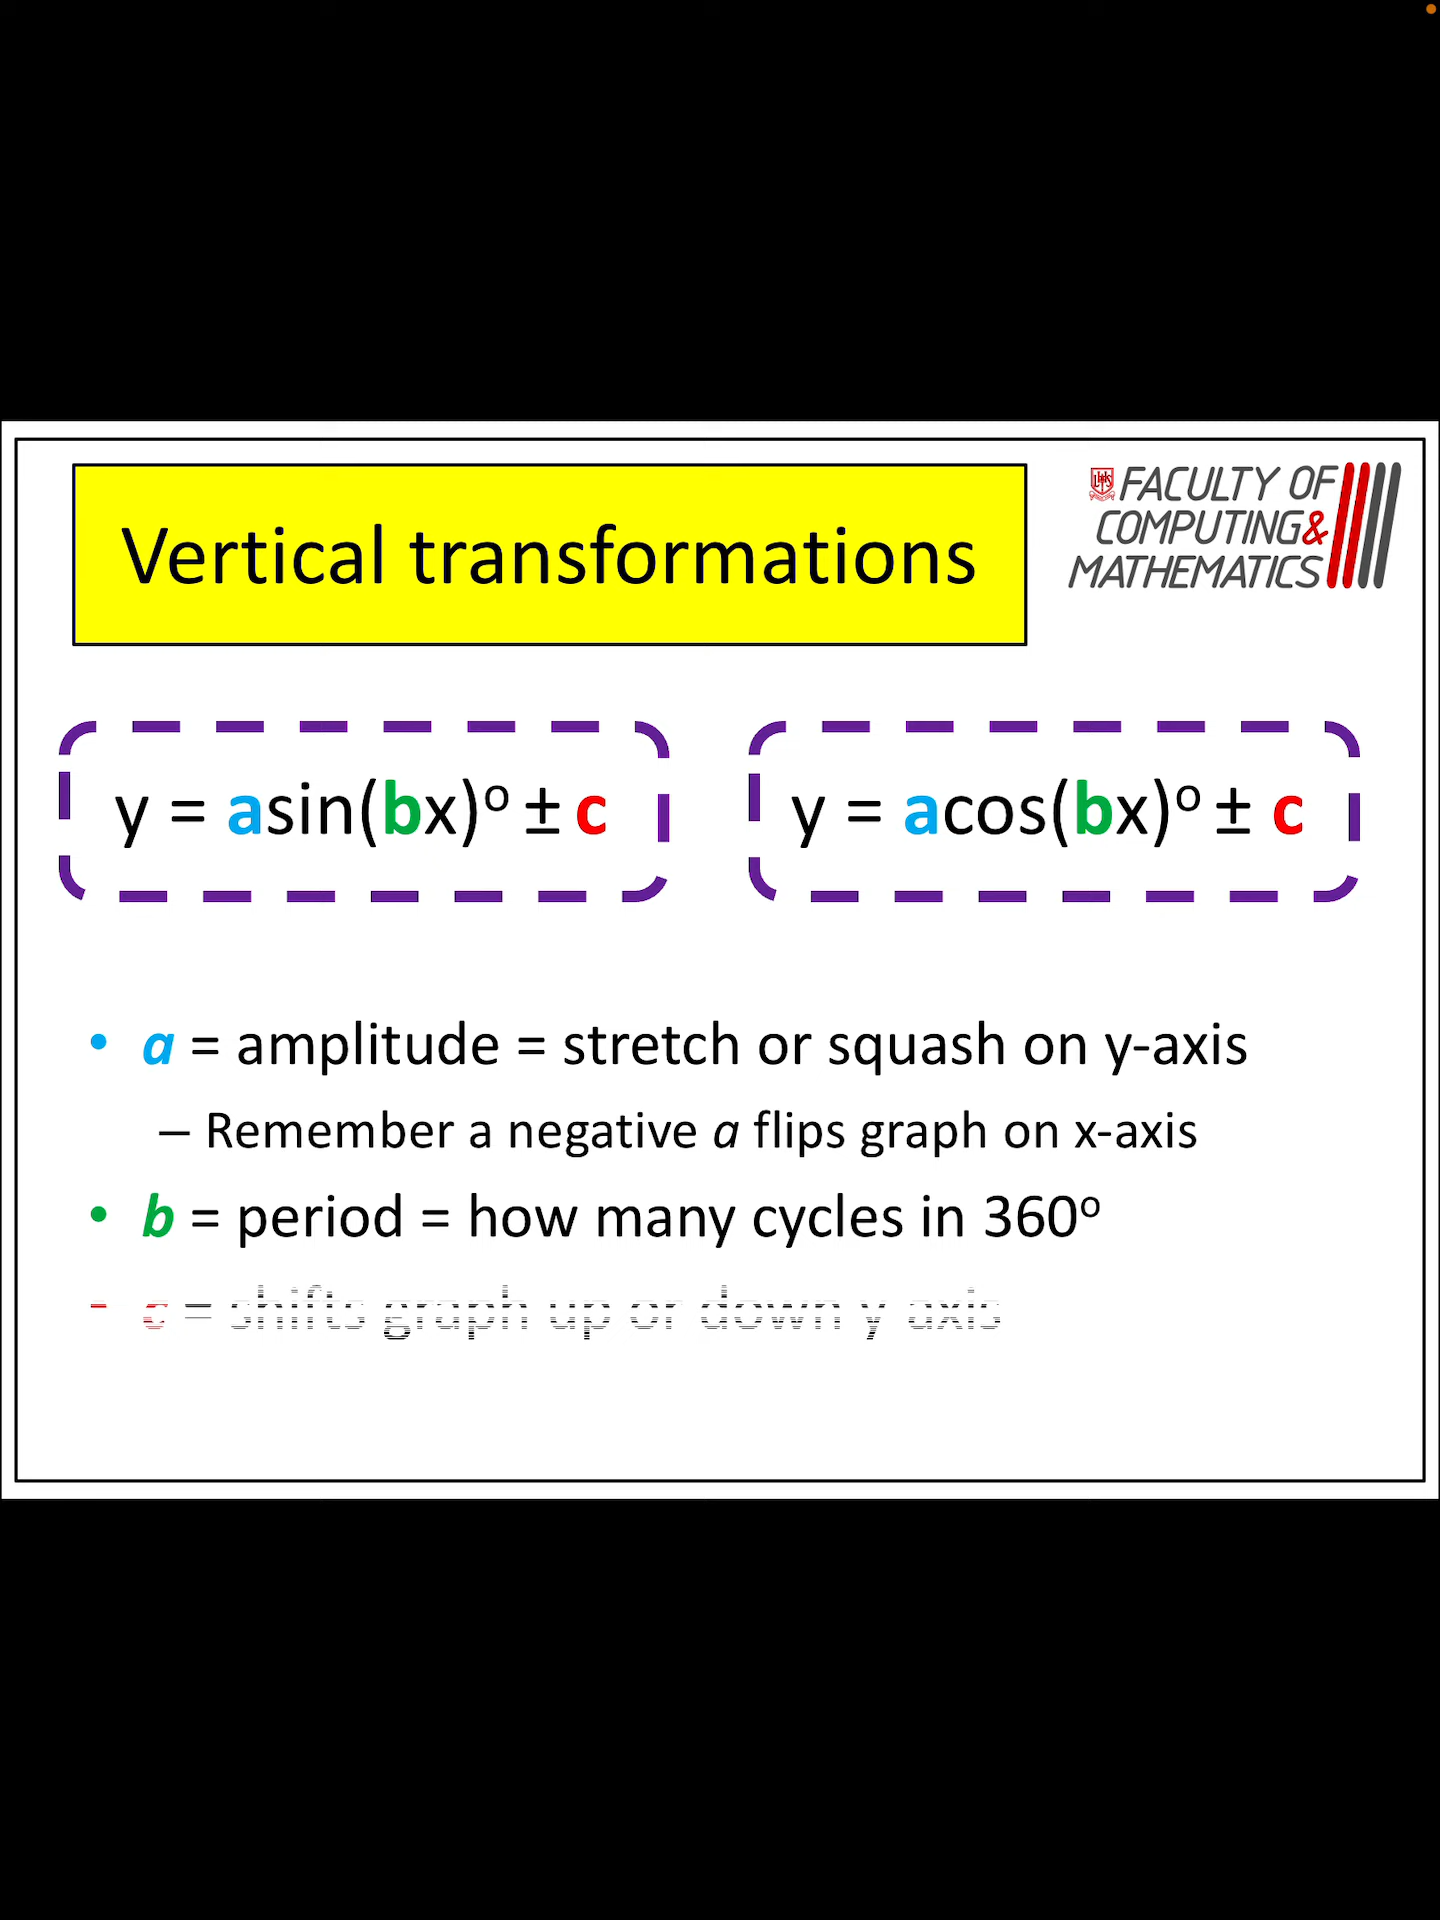 FACULTY OF
COMPUTING&
MATHEMATICS
Vertical transformations
y = asin(bx)º ± c
y = acos(bx)º ± c
• a = amplitude = stretch or squash on y-axis
– Remember a negative a flips graph on x-axis
• b = period = how many cycles in 360º
• c = shifts graph up or down y-axis